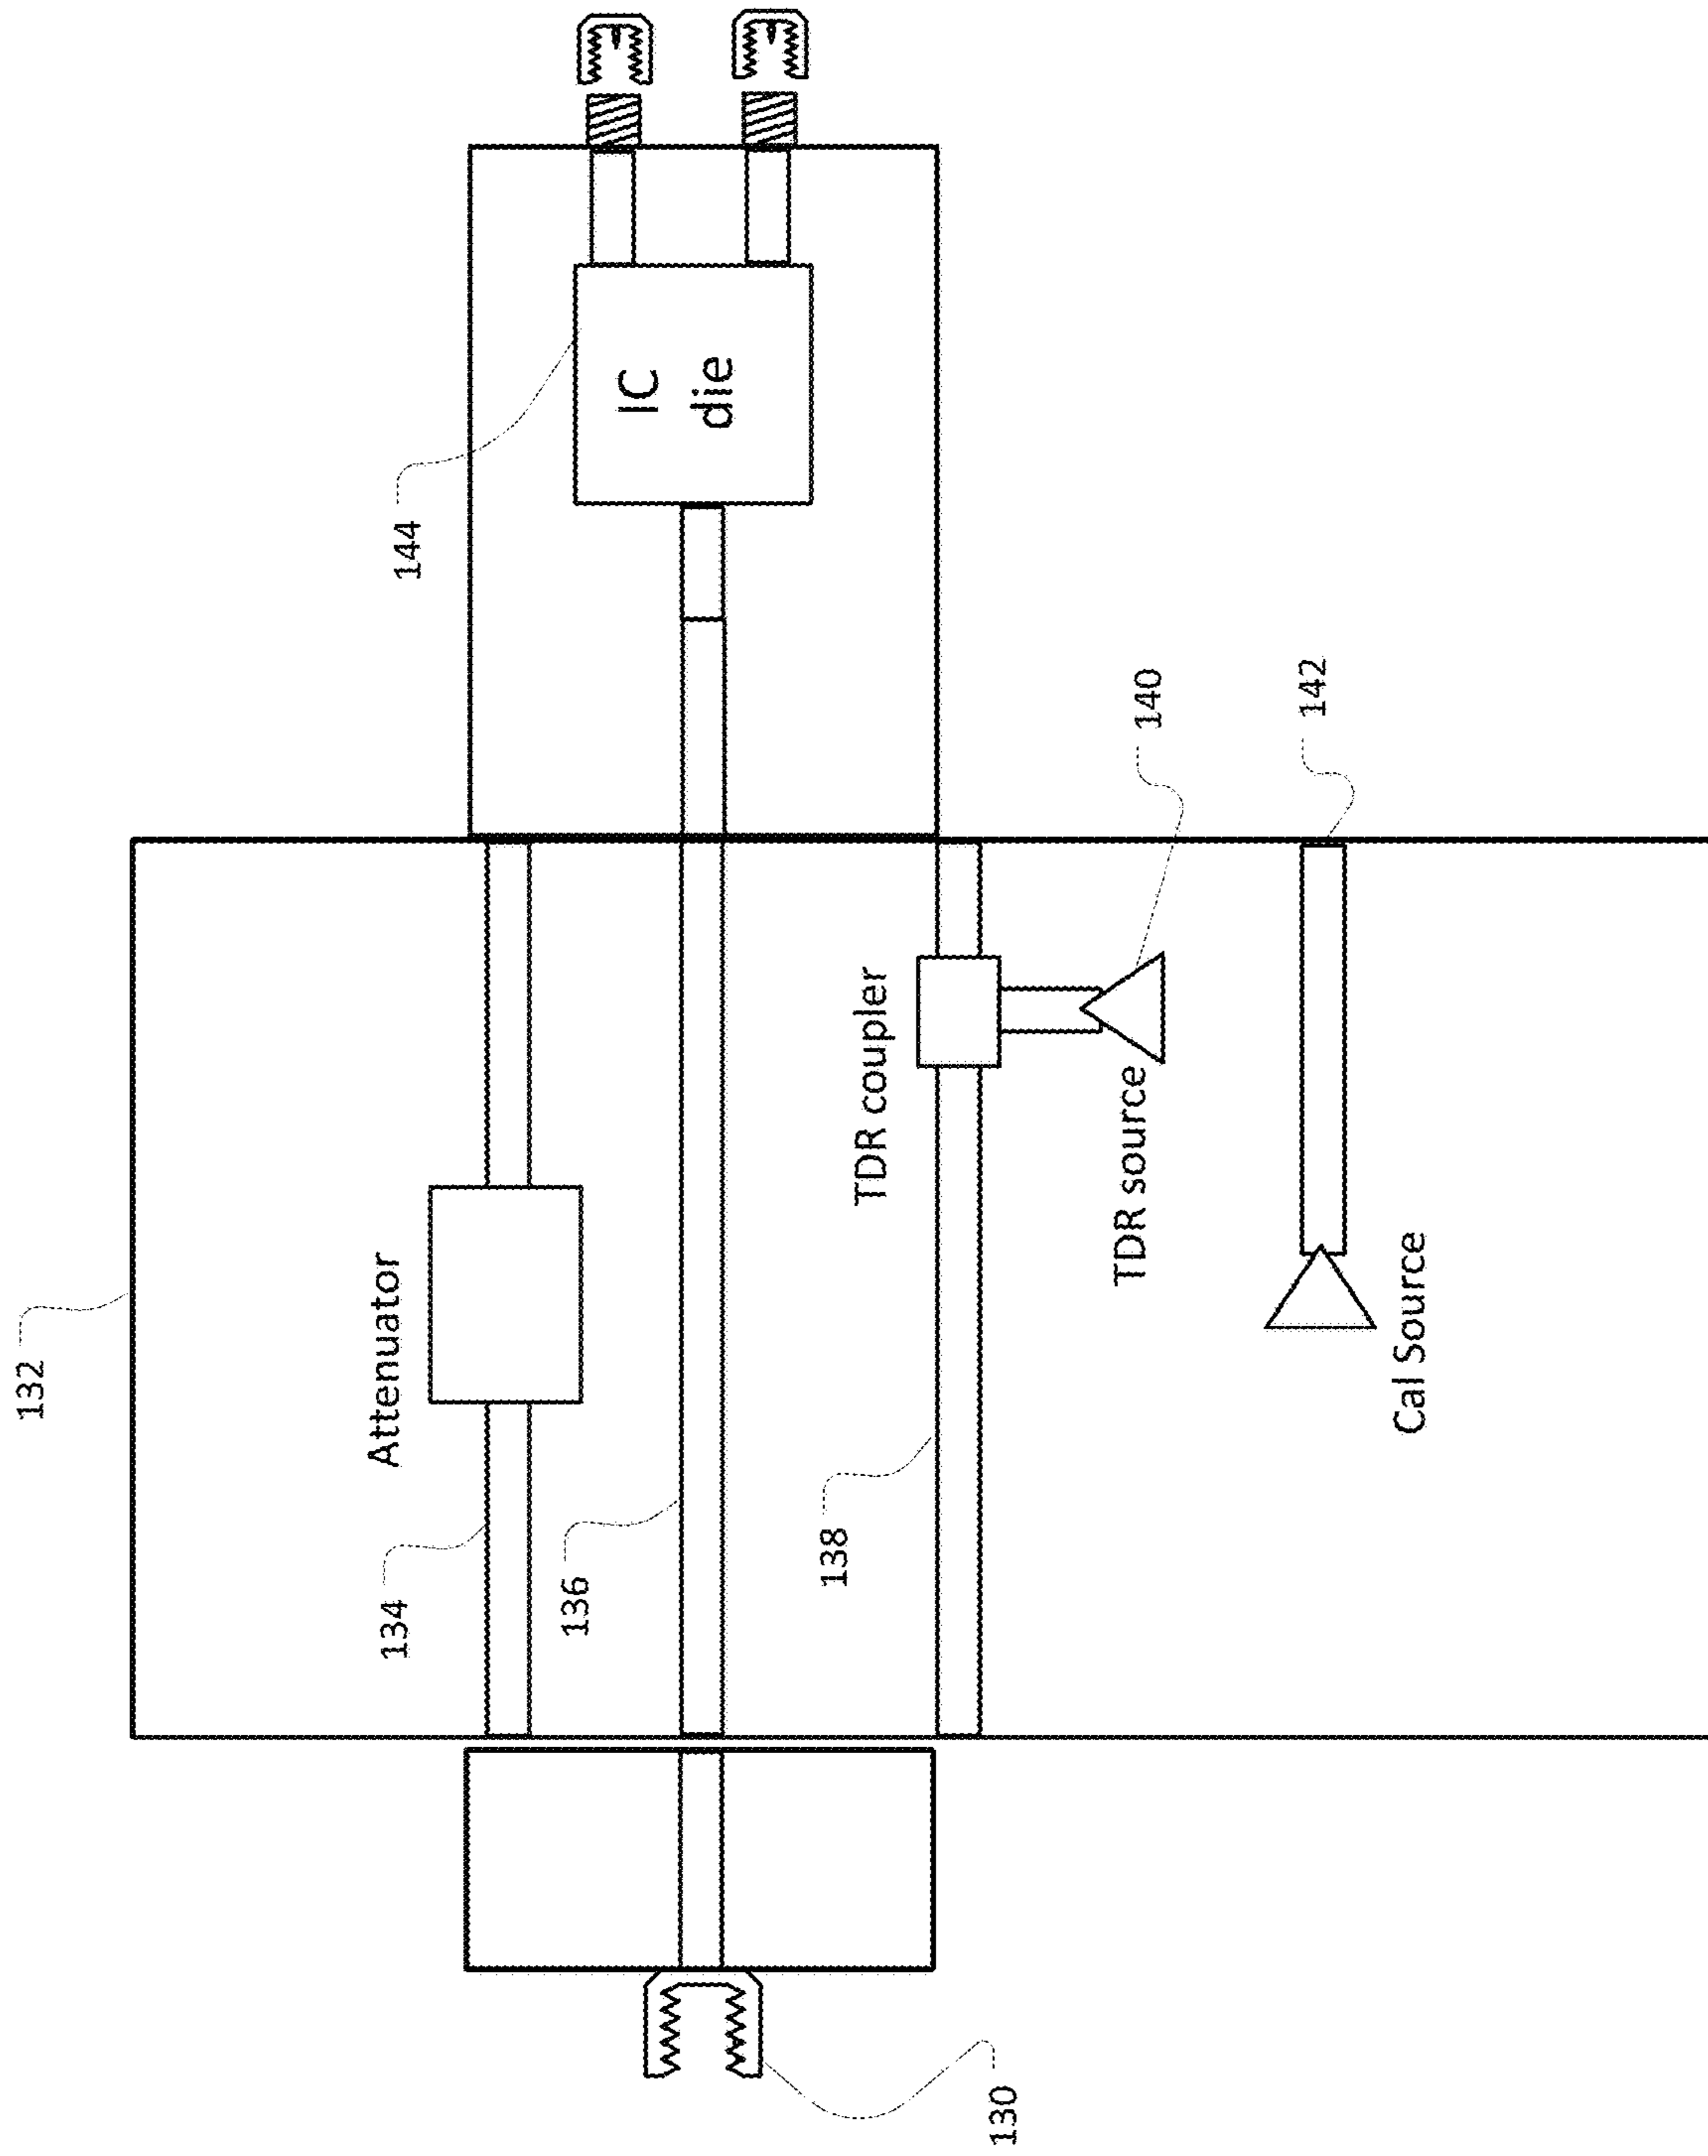 132
Attenuator
134
136
138
TDR coupler
TDR source
140
Cal Source
142
144
IC
die
130